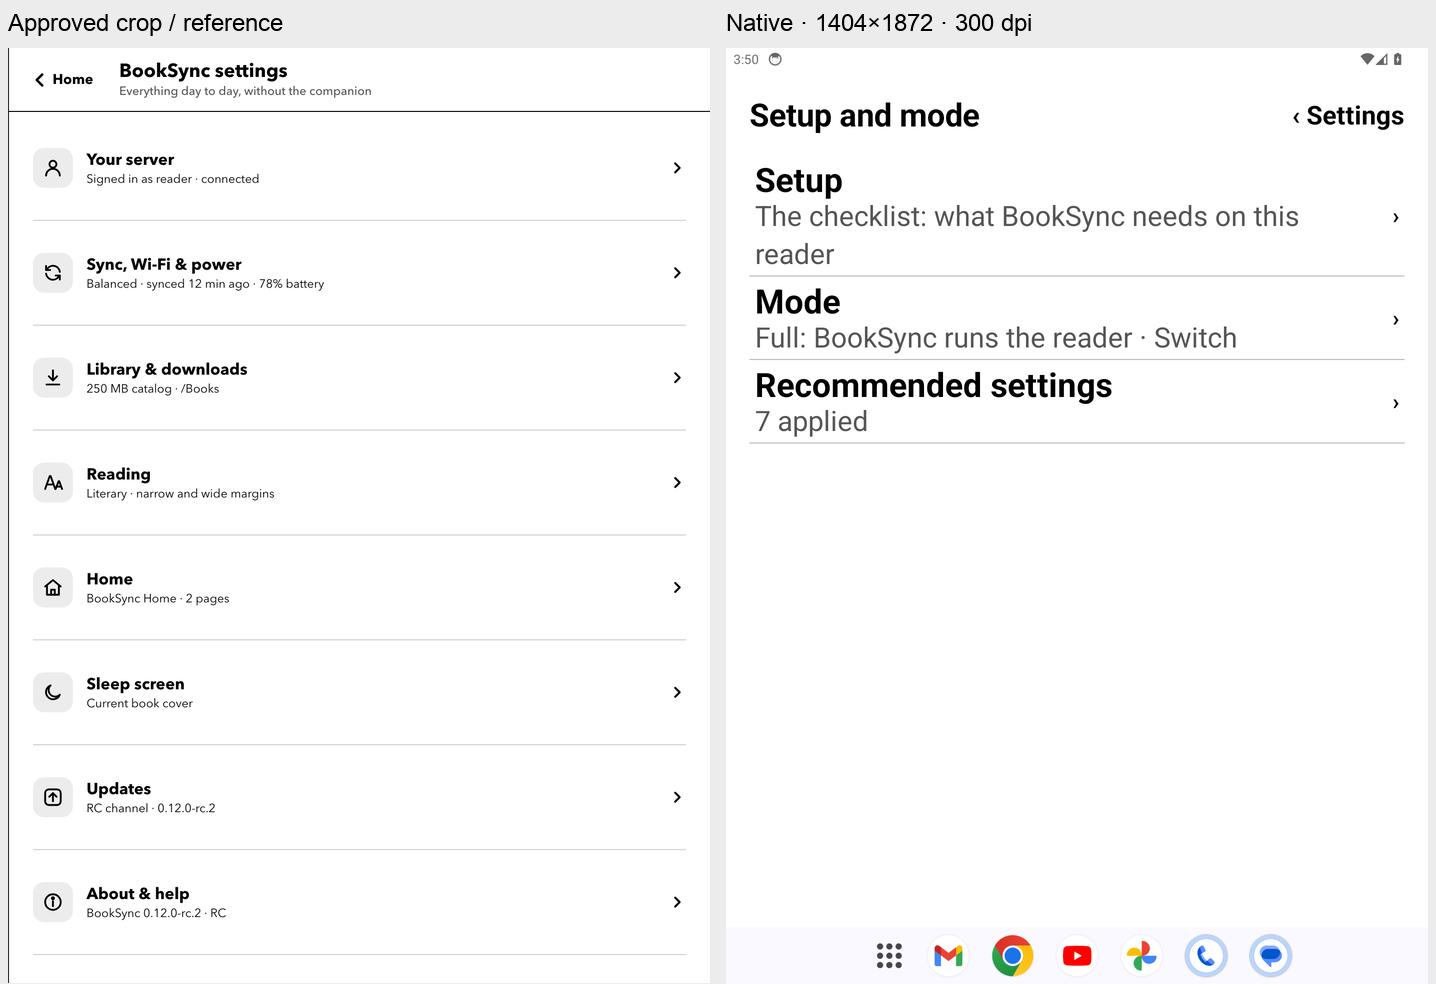 Approved crop / reference
Home
BookSync settings
Everything day to day, without the companion
Your server
Signed in as reader · connected
Sync, Wi-Fi & power
Balanced · synced 12 min ago · 78% battery
Library & downloads
250 MB catalog · /Books
AA
Reading
Literary · narrow and wide margins
Home
BookSync Home · 2 pages
Sleep screen
Current book cover
Updates
RC channel · 0.12.0-rc.2
About & help
BookSync 0.12.0-rc.2 · RC
Native · 1404×1872 · 300 dpi
3:50
Setup and mode
‹ Settings
Setup
The checklist: what BookSync needs on this
reader
›
Mode
Full: BookSync runs the reader · Switch
›
Recommended settings
7 applied
›